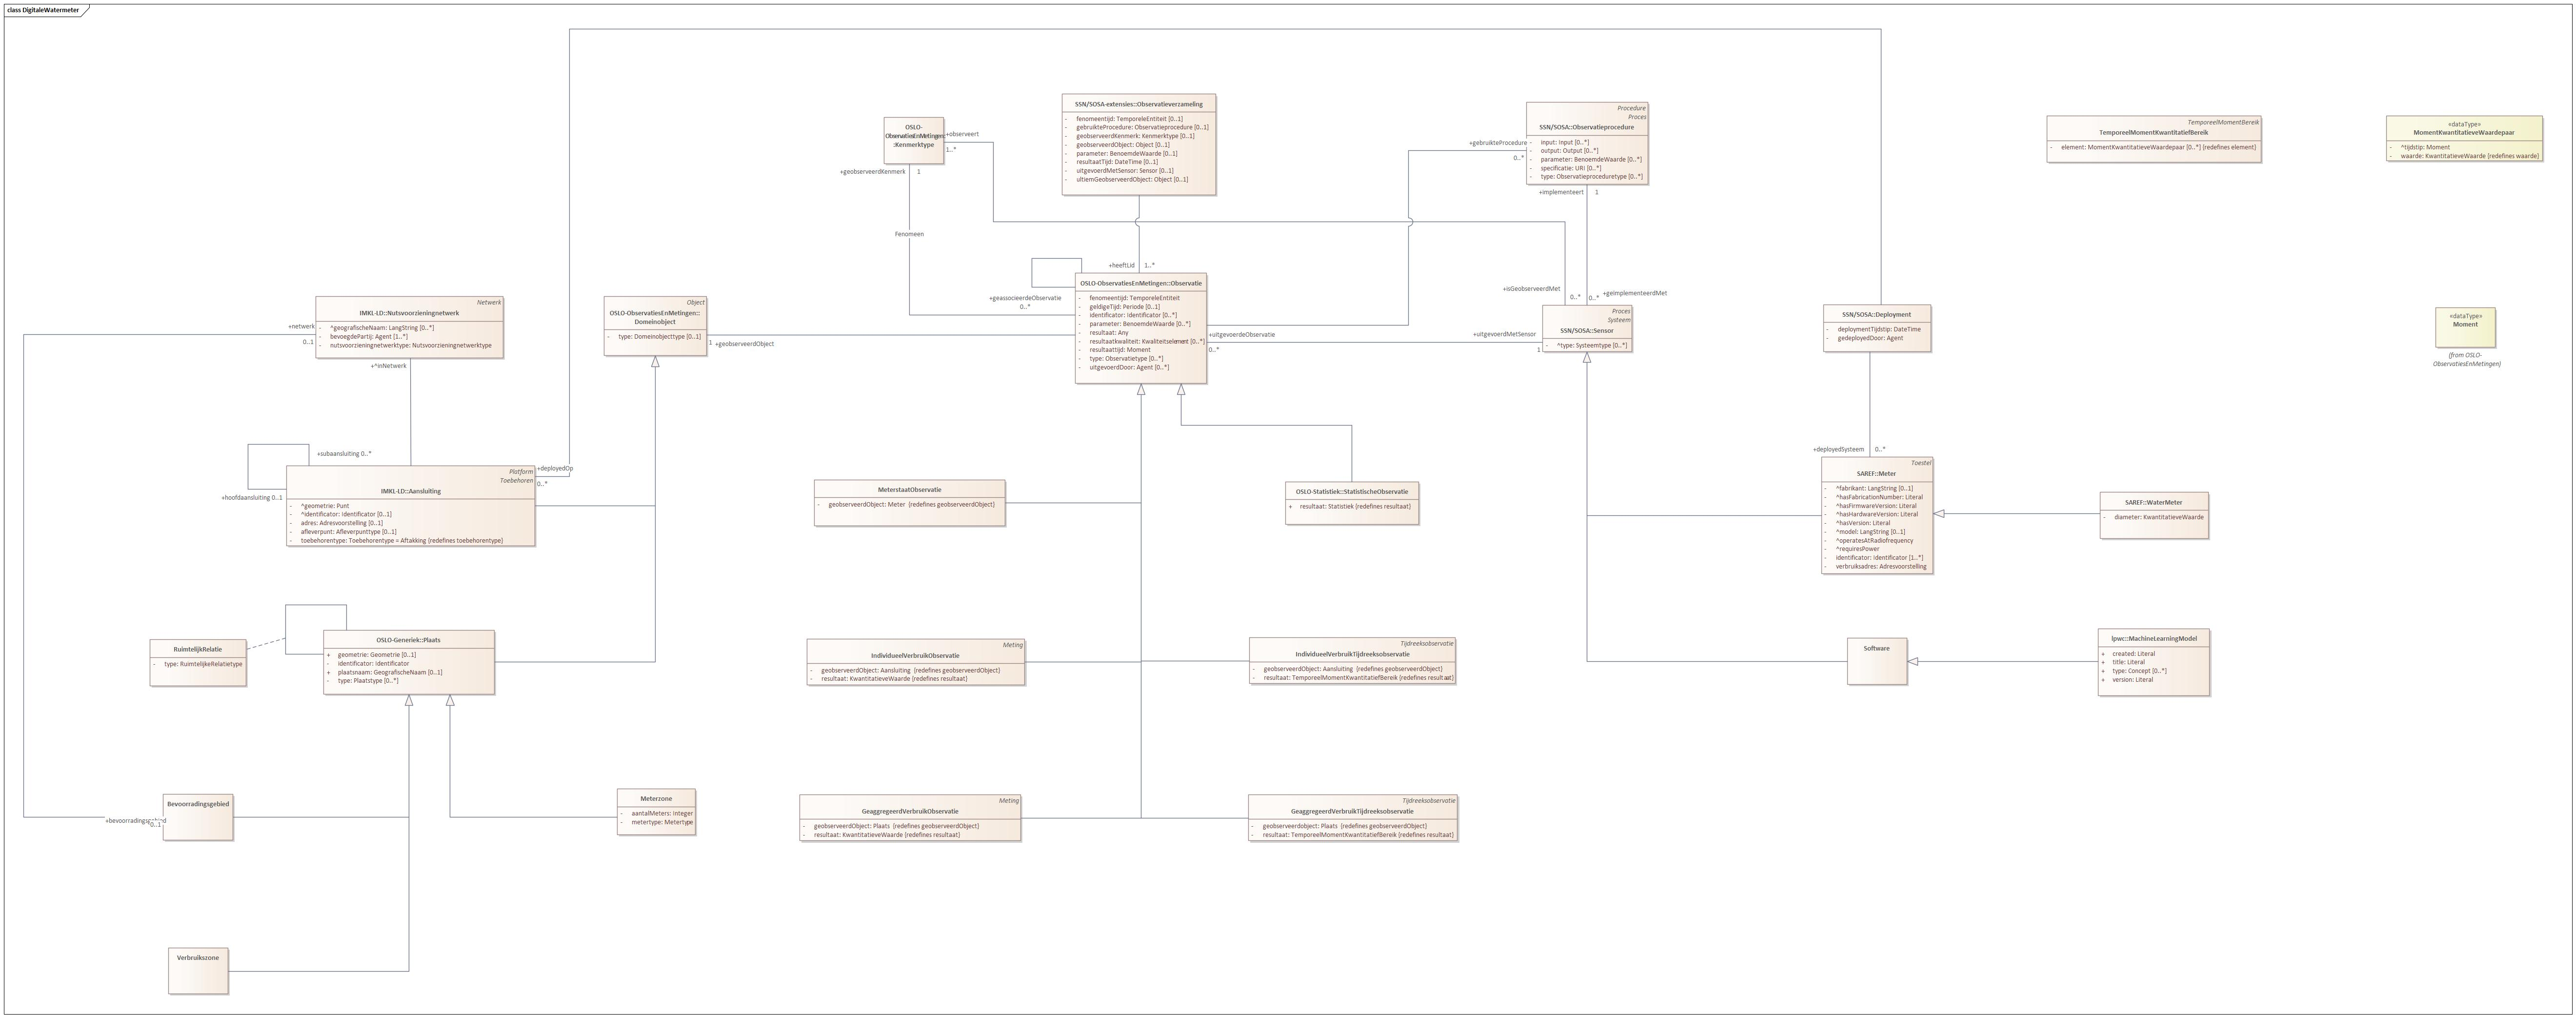 class DigitaleWatermeter
OSLO-
ObservatiesEnMetingen:
:Kenmerktype
+observeert
1..*
+geobserveerdKenmerk
1
Fenomeen
SSN/SOSA-extensies::Observatieverzameling
- fenomeentijd: TemporeleEntiteit [0..1]
- gebruikteProcedure: Observatieprocedure [0..1]
- geobserveerdKenmerk: Kenmerktype [0..1]
- geobserveerdObject: Object [0..1]
- parameter: BenoemdeWaarde [0..1]
- resultaatTijd: DateTime [0..1]
- uitgevoerdMetSensor: Sensor [0..1]
- ultiemGeobserveerdObject: Object [0..1]
Procedure
Proces
SSN/SOSA::Observatieprocedure
- input: Input [0..*]
- output: Output [0..*]
- parameter: BenoemdeWaarde [0..*]
- specificatie: URI [0..*]
- type: Observatieproceduretype [0..*]
+gebruikteProcedure
0..*
+implementeert
1
TemporeelMomentBereik
TemporeelMomentKwantitatiefBereik
- element: MomentKwantitatieveWaardepaar [0..*] {redefines element}
«dataType»
MomentKwantitatieveWaardepaar
- ^tijdstip: Moment
- waarde: KwantitatieveWaarde {redefines waarde}
«dataType»
Moment
(from OSLO-
ObservatiesEnMetingen)
Netwerk
IMKL-LD::Nutsvoorzieningnetwerk
- ^geografischeNaam: LangString [0..*]
- bevoegdePartij: Agent [1..*]
- nutsvoorzieningnetwerktype: Nutsvoorzieningnetwerktype
+netwerk
0..1
+^inNetwerk
Object
OSLO-ObservatiesEnMetingen::
Domeinobject
- type: Domeinobjecttype [0..1]
1
+geobserveerdObject
+heeftLid
1..*
+geassocieerdeObservatie
0..*
OSLO-ObservatiesEnMetingen::Observatie
- fenomeentijd: TemporeleEntiteit
- geldigeTijd: Periode [0..1]
- identificator: Identificator [0..*]
- parameter: BenoemdeWaarde [0..*]
- resultaat: Any
- resultaatkwaliteit: Kwaliteitselement [0..*]
- resultaattijd: Moment
- type: Observatietype [0..*]
- uitgevoerdDoor: Agent [0..*]
+uitgevoerdeObservatie
0..*
+uitgevoerdMetSensor
1
+isGeobserveerdMet
0..*
0..*
+geïmplementeerdMet
Proces
Systeem
SSN/SOSA::Sensor
- ^type: Systeemtype [0..*]
SSN/SOSA::Deployment
- deploymentTijdstip: DateTime
- gedeployedDoor: Agent
+deployedSysteem
0..*
+subaansluiting 0..*
+hoofdaansluiting 0..1
Platform
Toebehoren
IMKL-LD::Aansluiting
- ^geometrie: Punt
- ^identificator: Identificator [0..1]
- adres: Adresvoorstelling [0..1]
- afleverpunt: Afleverpunttype [0..1]
- toebehorentype: Toebehorentype = Aftakking {redefines toebehorentype}
+deployedOp
0..*
MeterstaatObservatie
- geobserveerdObject: Meter {redefines geobserveerdObject}
OSLO-Statistiek::StatistischeObservatie
+ resultaat: Statistiek {redefines resultaat}
Toestel
SAREF::Meter
- ^fabrikant: LangString [0..1]
- ^hasFabricationNumber: Literal
- ^hasFirmwareVersion: Literal
- ^hasHardwareVersion: Literal
- ^hasVersion: Literal
- ^model: LangString [0..1]
- ^operatesAtRadiofrequency
- ^requiresPower
- identificator: Identificator [1..*]
- verbruiksadres: Adresvoorstelling
SAREF::WaterMeter
- diameter: KwantitatieveWaarde
RuimtelijkRelatie
- type: RuimtelijkeRelatietype
OSLO-Generiek::Plaats
+ geometrie: Geometrie [0..1]
- identificator: Identificator
+ plaatsnaam: GeografischeNaam [0..1]
- type: Plaatstype [0..*]
Meting
IndividueelVerbruikObservatie
- geobserveerdObject: Aansluiting {redefines geobserveerdObject}
- resultaat: KwantitatieveWaarde {redefines resultaat}
Tijdreeksobservatie
IndividueelVerbruikTijdreeksobservatie
- geobserveerdObject: Aansluiting {redefines geobserveerdObject}
- resultaat: TemporeelMomentKwantitatiefBereik {redefines resultaat}
Software
lpwc::MachineLearningModel
+ created: Literal
+ title: Literal
+ type: Concept [0..*]
+ version: Literal
Bevoorradingsgebied
0..1
Meterzone
- aantalMeters: Integer
- metertype: Metertype
Meting
GeaggregeerdVerbruikObservatie
- geobserveerdObject: Plaats {redefines geobserveerdObject}
- resultaat: KwantitatieveWaarde {redefines resultaat}
Tijdreeksobservatie
GeaggregeerdVerbruikTijdreeksobservatie
- geobserveerdobject: Plaats {redefines geobserveerdObject}
- resultaat: TemporeelMomentKwantitatiefBereik {redefines resultaat}
Verbruikszone